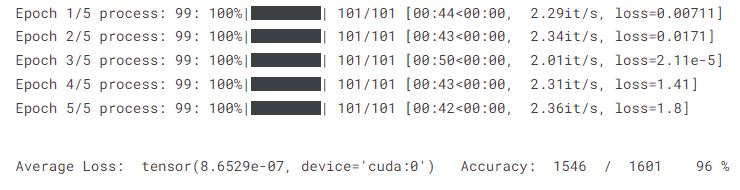 Epoch 1/5 process: 99: 100%|██████████| 101/101 [00:44<00:00,  2.29it/s, loss=0.00711]
Epoch 2/5 process: 99: 100%|██████████| 101/101 [00:43<00:00,  2.34it/s, loss=0.0171]
Epoch 3/5 process: 99: 100%|██████████| 101/101 [00:50<00:00,  2.01it/s, loss=2.11e-5]
Epoch 4/5 process: 99: 100%|██████████| 101/101 [00:43<00:00,  2.31it/s, loss=1.41]
Epoch 5/5 process: 99: 100%|██████████| 101/101 [00:42<00:00,  2.36it/s, loss=1.8]
Average Loss:  tensor(8.6529e-07, device='cuda:0')   Accuracy:  1546  /  1601    96 %